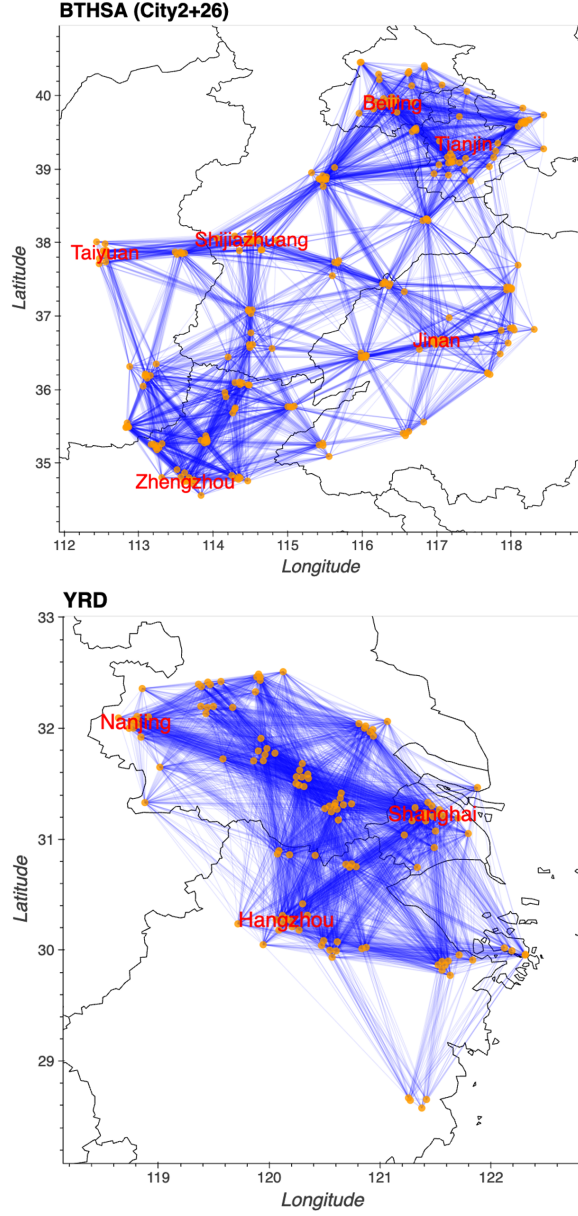 BTHSA (City2+26)
40
39
38
37
36
35
Latitude
Beijing
Tianjin
Shijiazhuang
Taiyuan
Jinan
Zhengzhou
112 113 114 115 116 117 118
Longitude
YRD
33
32
31
30
29
Latitude
Nanjing
Shanghai
Hangzhou
119 120 121 122
Longitude